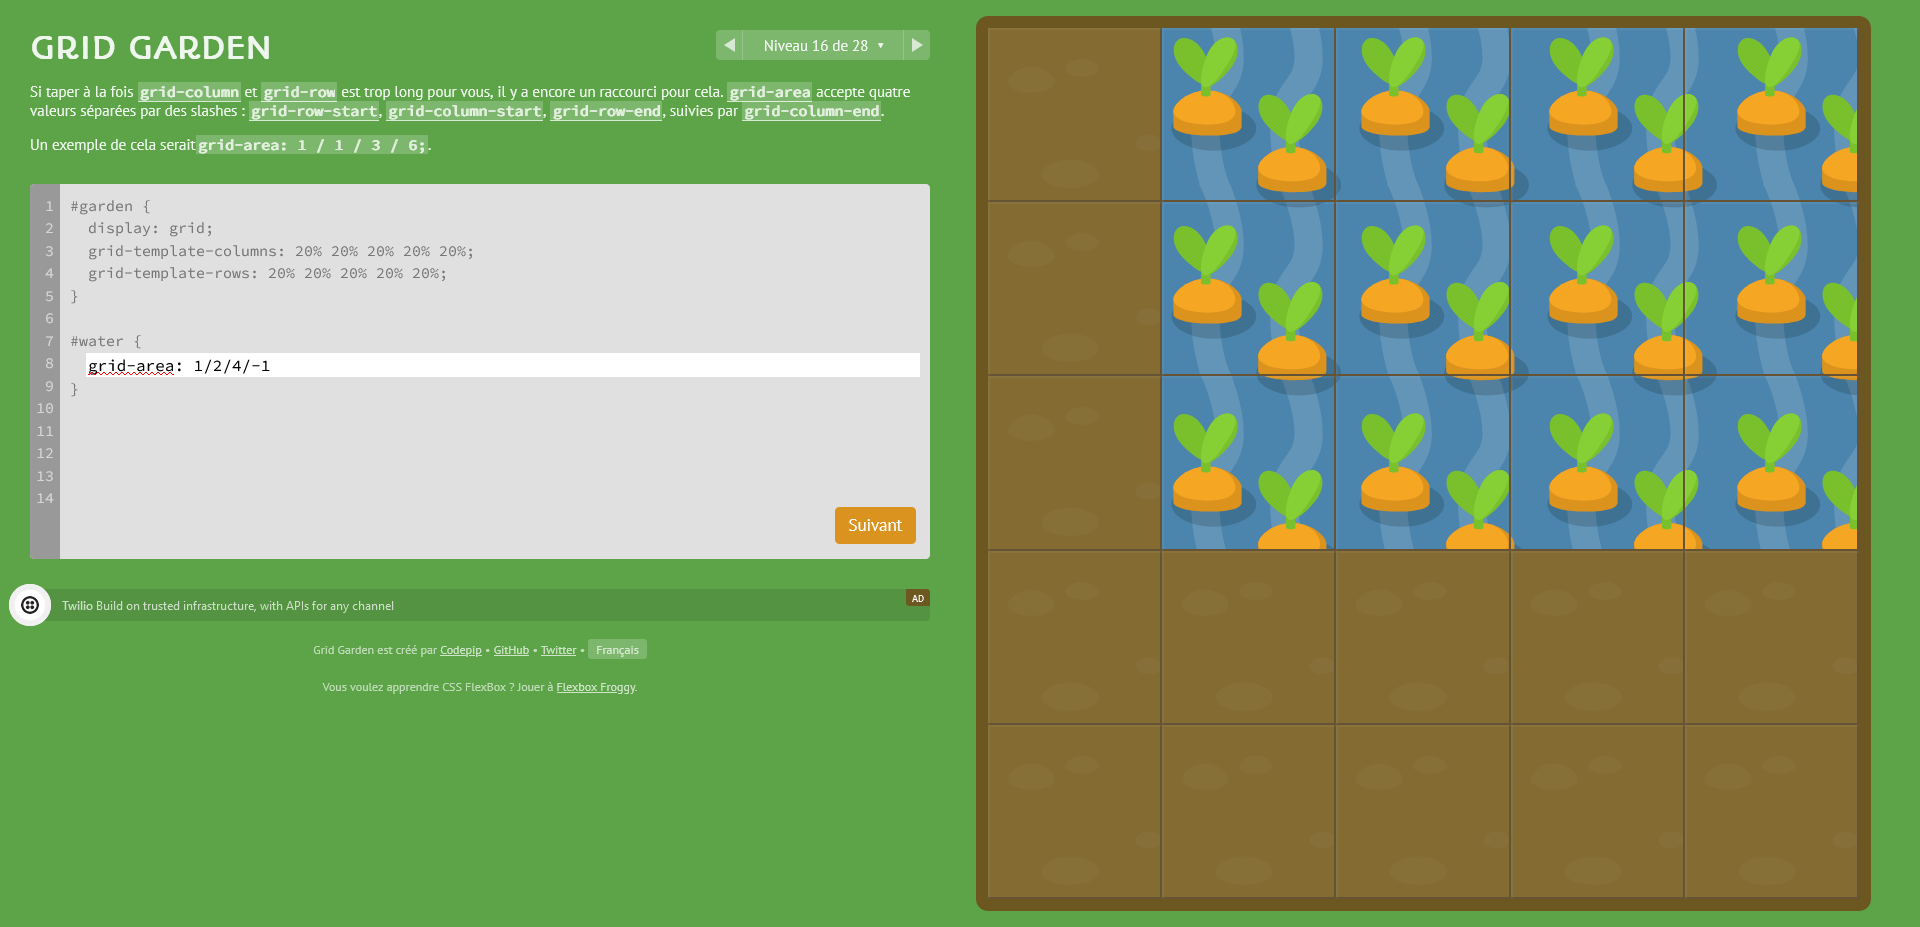 GRID GARDEN
Niveau 16 de 28 ▾
Si taper à la fois grid-column et grid-row est trop long pour vous, il y a encore un raccourci pour cela. grid-area accepte quatre
valeurs séparées par des slashes : grid-row-start, grid-column-start, grid-row-end, suivies par grid-column-end.
Un exemple de cela serait grid-area: 1 / 1 / 3 / 6;.
1 #garden {
2 display: grid;
3 grid-template-columns: 20% 20% 20% 20% 20%;
4 grid-template-rows: 20% 20% 20% 20% 20%;
5 }
6
7 #water {
8 grid-area: 1/2/4/-1
9 }
10
11
12
13
14
Suivant
Twilio Build on trusted infrastructure, with APIs for any channel
AD
Grid Garden est créé par Codepip • GitHub • Twitter • Français
Vous voulez apprendre CSS FlexBox ? Jouer à Flexbox Froggy.